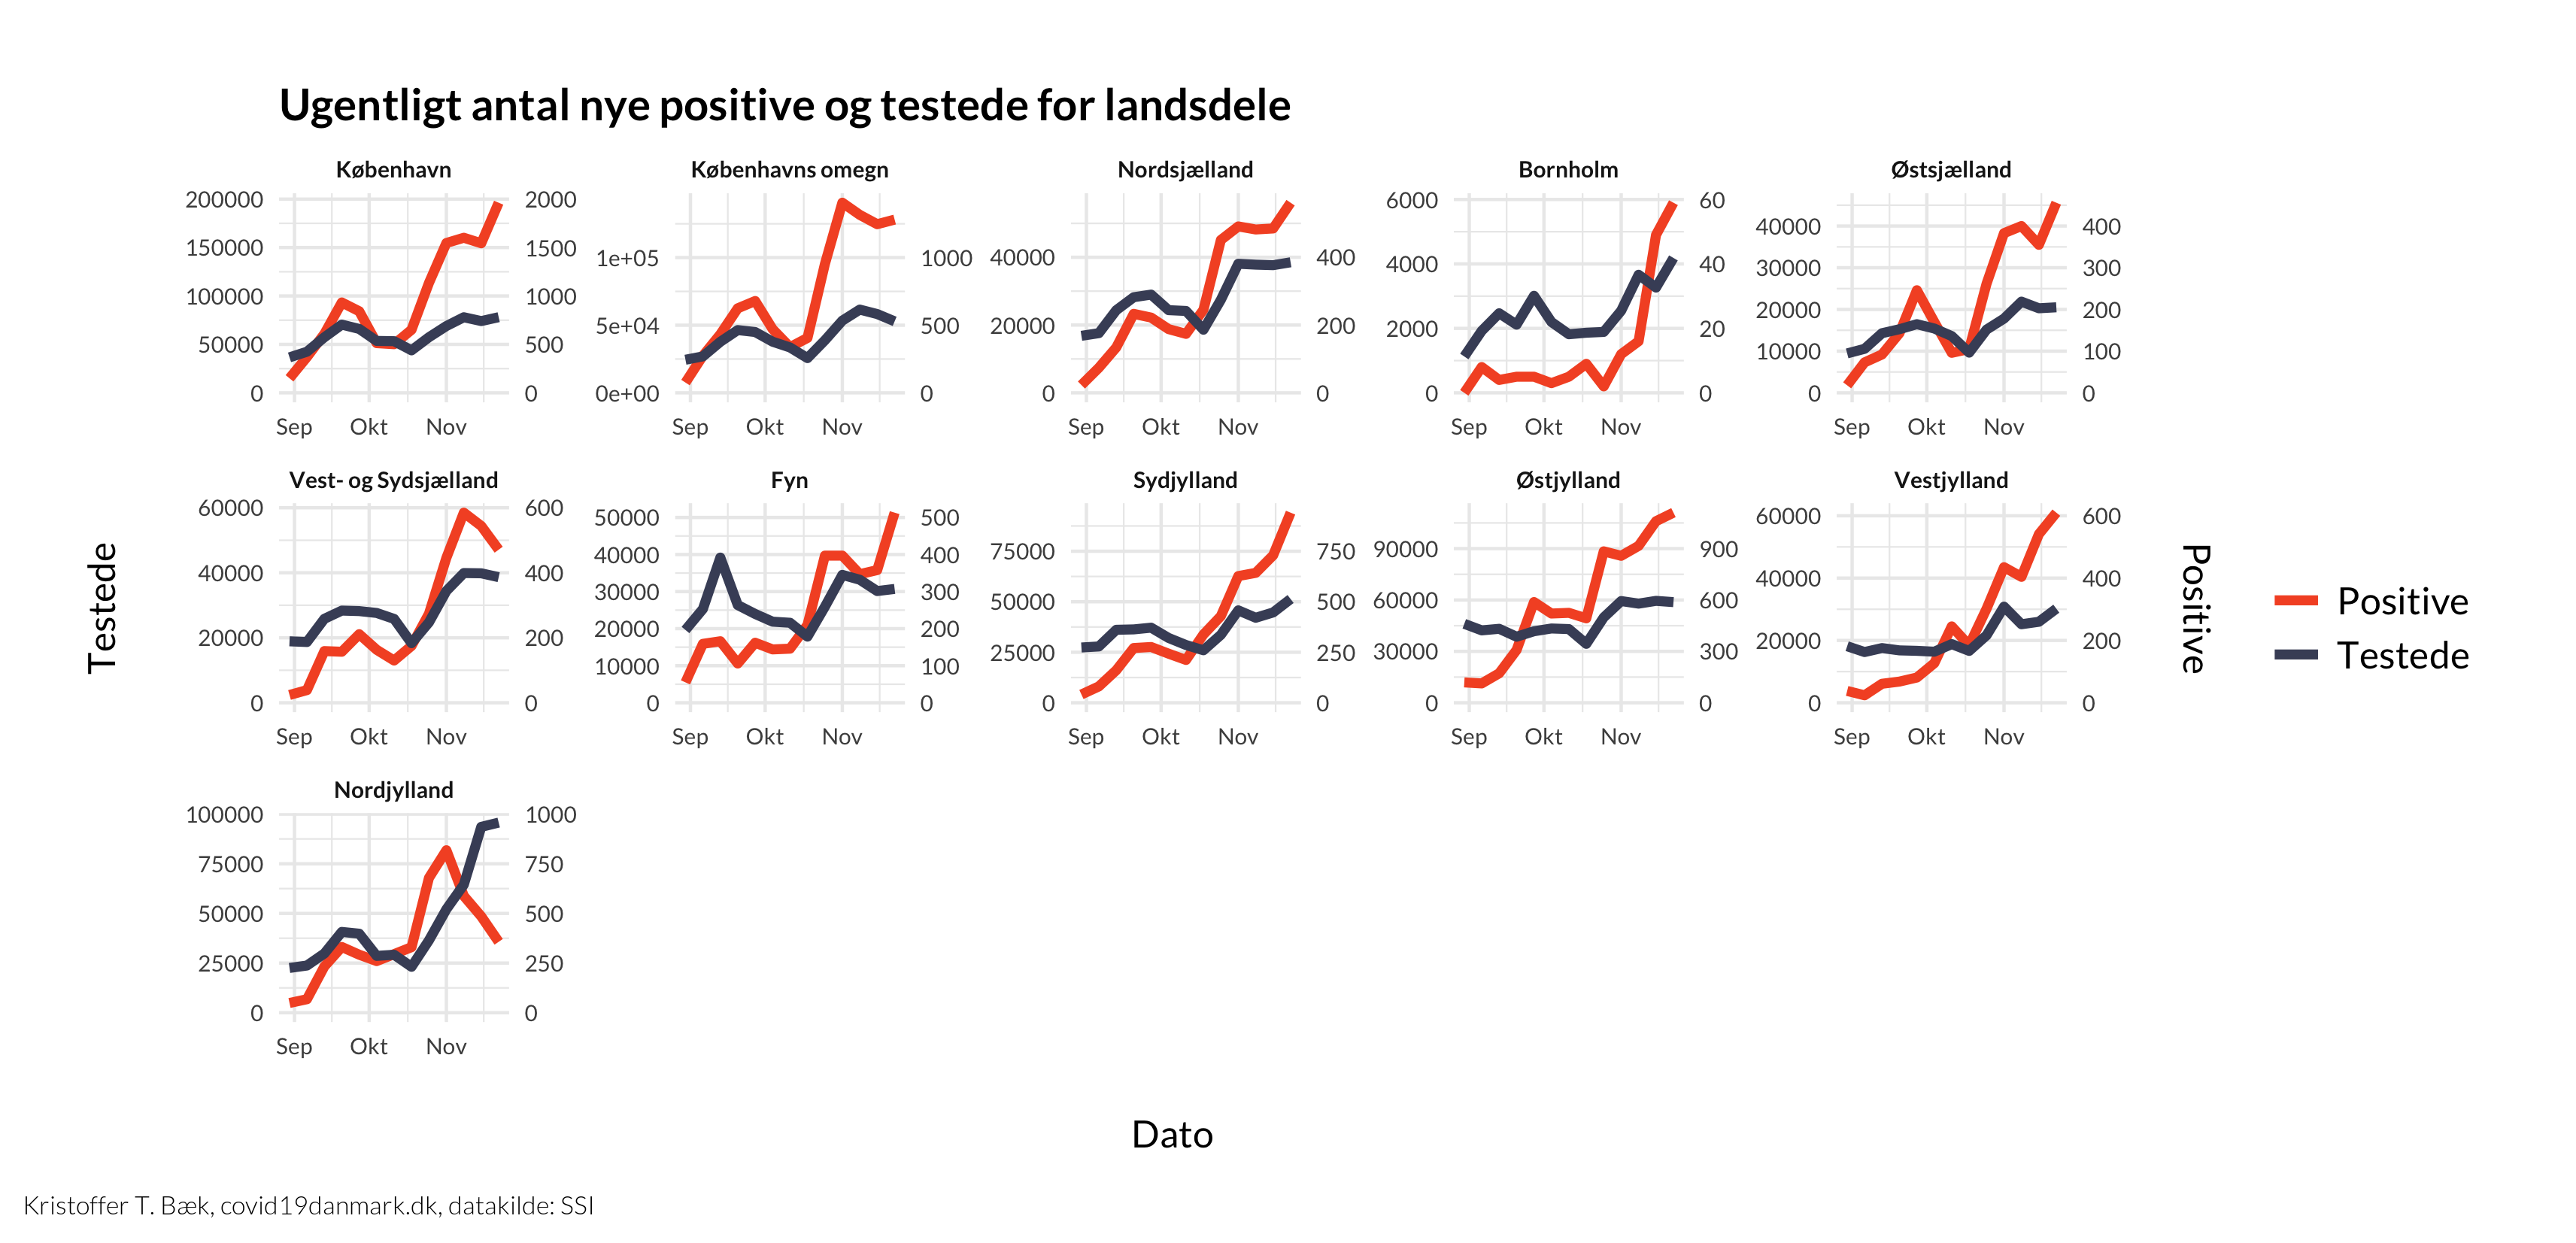 Ugentligt antal nye positive og testede for landsdele
København
Københavns omegn
Nordsjælland
Bornholm
Østsjælland
200000
150000
100000
50000
0
2000
1500
1000
500
0
1e+05
5e+04
0e+00
1000
500
0
40000
20000
0
400
200
0
6000
4000
2000
0
60
40
20
0
40000
30000
20000
10000
0
400
300
200
100
0
Sep Okt Nov
Sep Okt Nov
Sep Okt Nov
Sep Okt Nov
Sep Okt Nov
Vest- og Sydsjælland
Fyn
Sydjylland
Østjylland
Vestjylland
60000
40000
20000
0
600
400
200
0
50000
40000
30000
20000
10000
0
500
400
300
200
100
0
75000
50000
25000
0
750
500
250
0
90000
60000
30000
0
900
600
300
0
60000
40000
20000
0
600
400
200
0
Sep Okt Nov
Sep Okt Nov
Sep Okt Nov
Sep Okt Nov
Sep Okt Nov
Nordjylland
100000
75000
50000
25000
0
1000
750
500
250
0
Sep Okt Nov
Testede
Positive
Positive
Testede
Dato
Kristoffer T. Bæk, covid19danmark.dk, datakilde: SSI